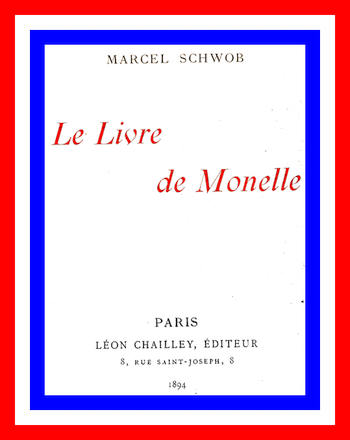 MARCEL SCHWOB
Le Livre
de Monelle
PARIS
LÉON CHAILLEY, ÉDITEUR
8, RUE SAINT-JOSEPH, 8
1894